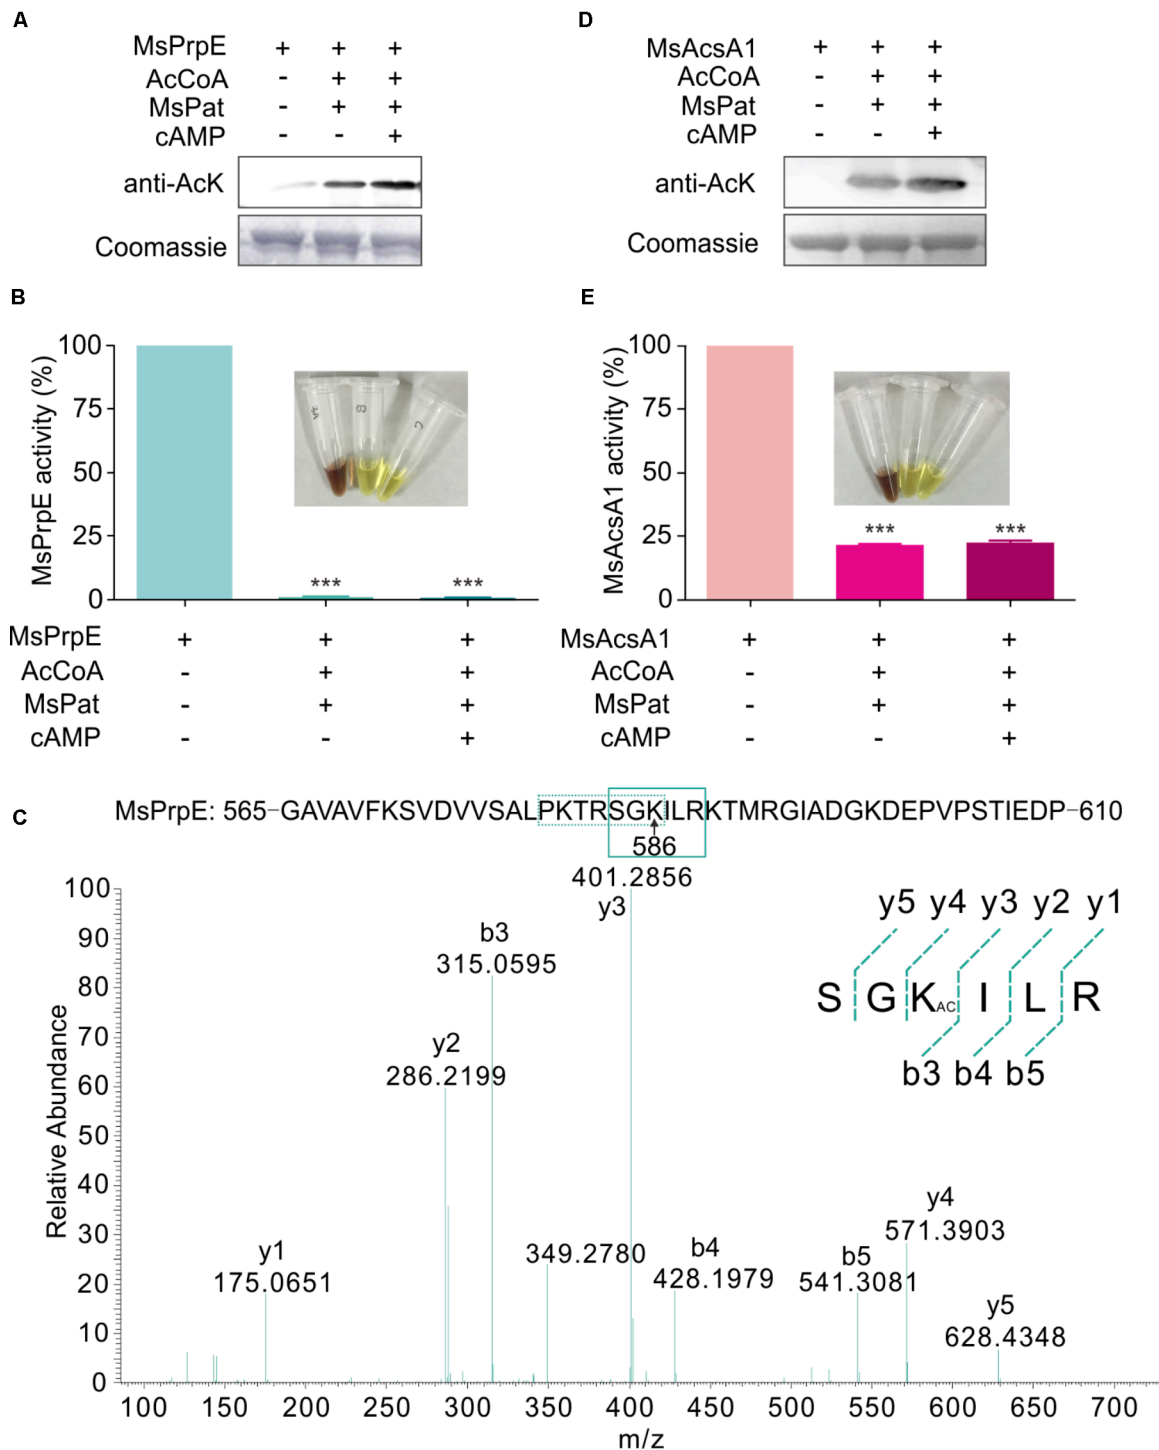 A
MsPrpE + + +
AcCoA - + +
MsPat - + +
cAMP - - +
anti-AcK
Coomassie
D
MsAcsA1 + + +
AcCoA - + +
MsPat - + +
cAMP - - +
anti-AcK
Coomassie
B
MsPrpE activity (%)
100
75
50
25
0
B
C
*** ***
MsPrpE + + +
AcCoA - + +
MsPat - + +
cAMP - - +
E
MsAcsA1 activity (%)
100
75
50
25
0
*** ***
MsAcsA1 + + +
AcCoA - + +
MsPat - + +
cAMP - - +
C
MsPrpE: 565-GAVAVFKSVDVVSALPKTRSGKILRKTMRGIADGKDEPVPSTIEDP-610
586
Relative Abundance
100
90
80
70
60
50
40
30
20
10
0
401.2856
y3
b3
315.0595
y2
286.2199
y1
175.0651
349.2780
b4
428.1979
b5
541.3081
y4
571.3903
y5
628.4348
y5 y4 y3 y2 y1
S G KAC I L R
b3 b4 b5
100 150 200 250 300 350 400 450 500 550 600 650 700
m/z